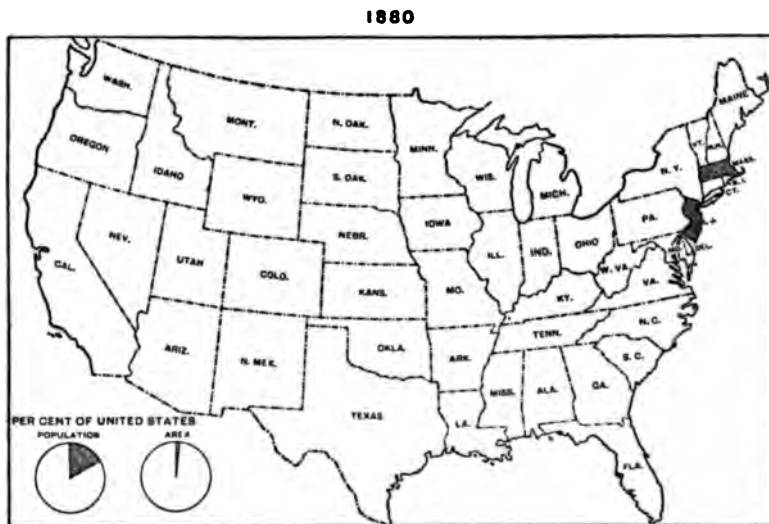 1880
WASH.
MONT.
N. DAK.
MINN.
MAINE
VT.
N.H.
OREGON
IDAHO
S. DAK.
WIS.
MICH.
N. Y.
MASS.
R. I.
CT.
WYO.
NEBR.
IOWA
PA.
N.J.
NEV.
UTAH
COLO.
ILL.
IND.
OHIO
MD.
DEL.
CAL.
KANS.
MO.
W. VA.
VA.
KY.
ARIZ.
N. MEX.
OKLA.
ARK.
TENN.
N. C.
S. C.
TEXAS
LA.
MISS.
ALA.
GA.
FLA.
PER CENT OF UNITED STATES
POPULATION
AREA